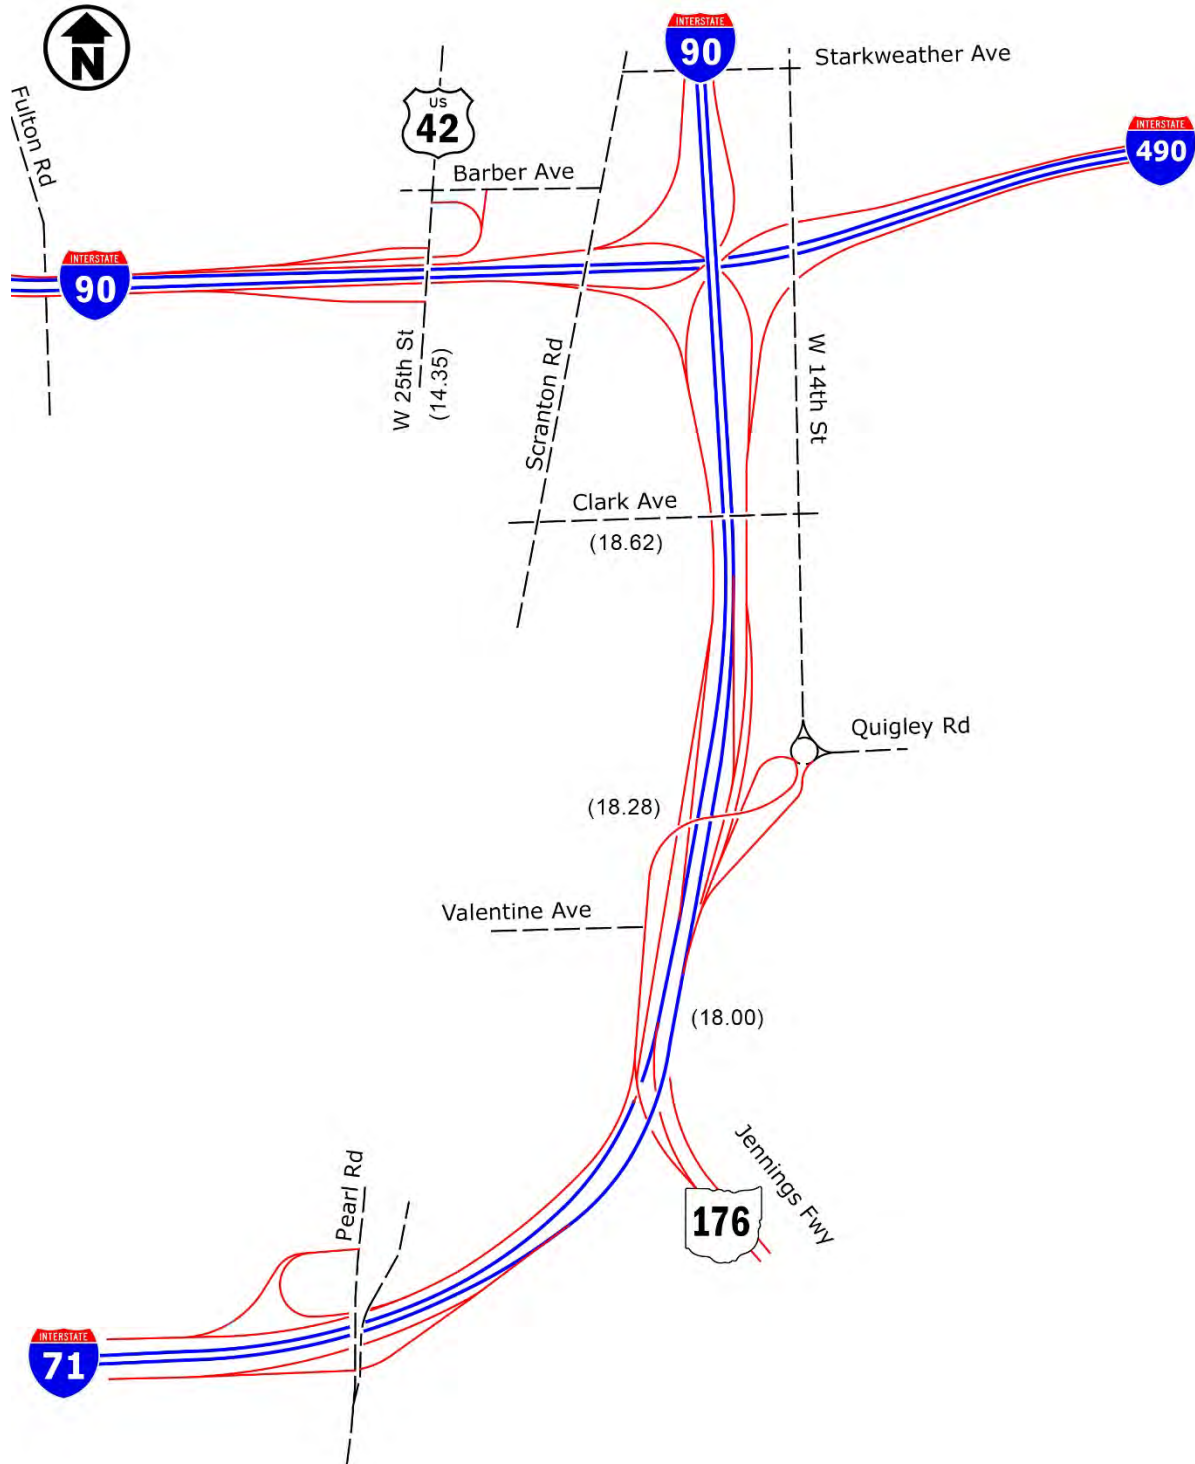 N
INTERSTATE
90
Starkweather Ave
Fulton Rd
US
42
INTERSTATE
490
Barber Ave
INTERSTATE
90
W 25th St
(14.35)
Scranton Rd
W 14th St
Clark Ave
(18.62)
Quigley Rd
(18.28)
Valentine Ave
(18.00)
Jennings Fwy
Pearl Rd
176
INTERSTATE
71